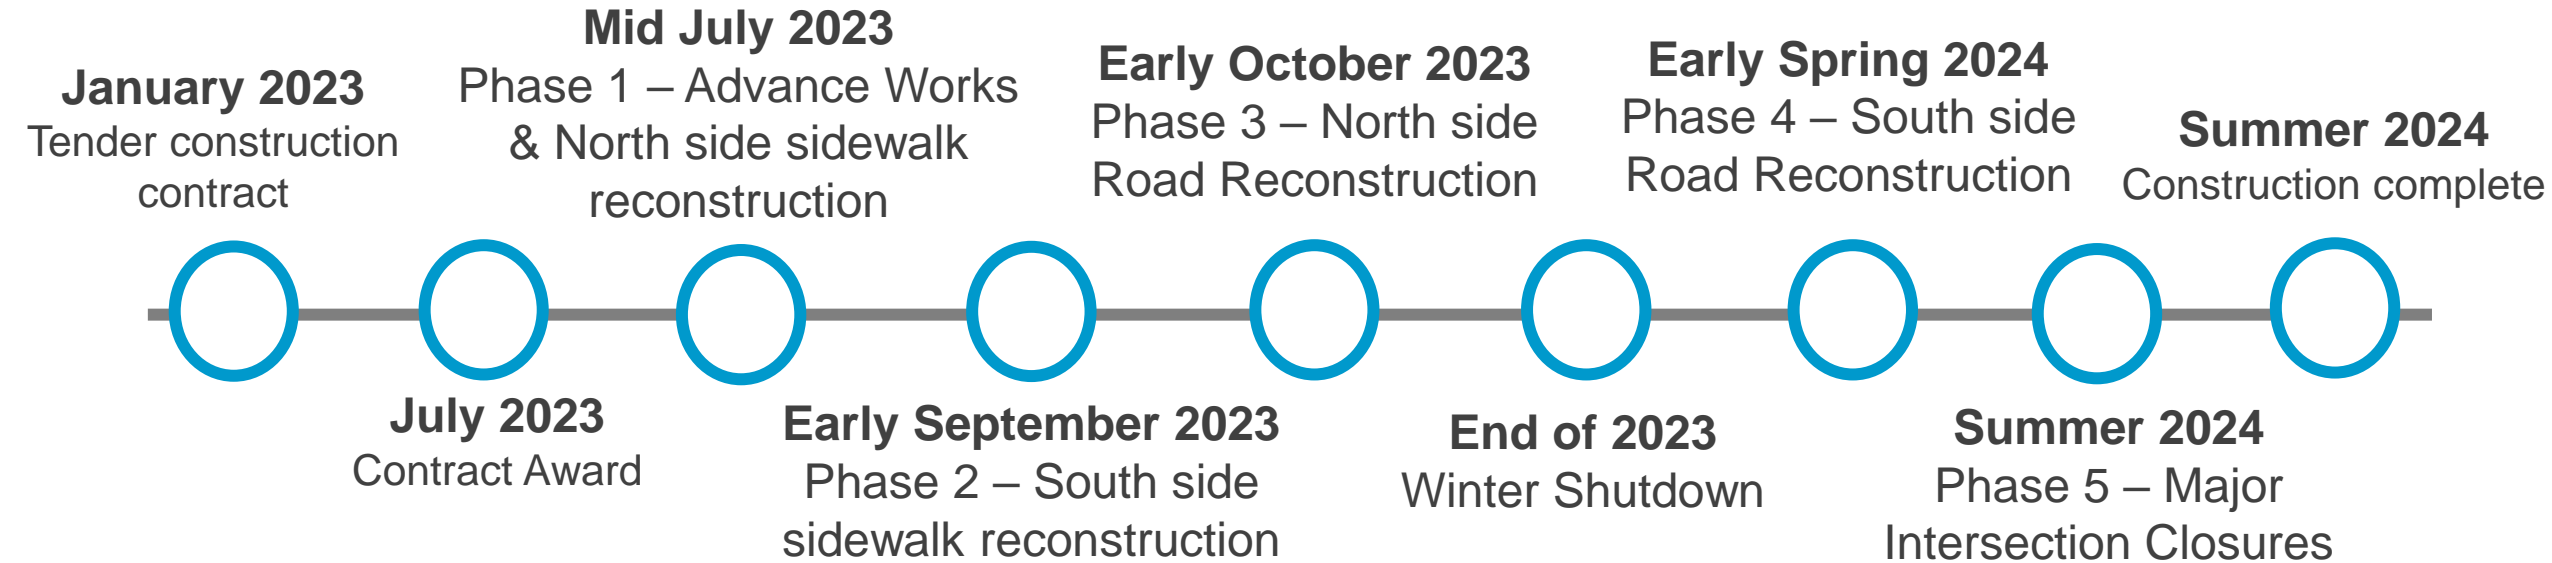 January 2023
Tender construction
contract
July 2023
Contract Award
Mid July 2023
Phase 1 – Advance Works
& North side sidewalk
reconstruction
Early September 2023
Phase 2 – South side
sidewalk reconstruction
Early October 2023
Phase 3 – North side
Road Reconstruction
End of 2023
Winter Shutdown
Early Spring 2024
Phase 4 – South side
Road Reconstruction
Summer 2024
Phase 5 – Major
Intersection Closures
Summer 2024
Construction complete